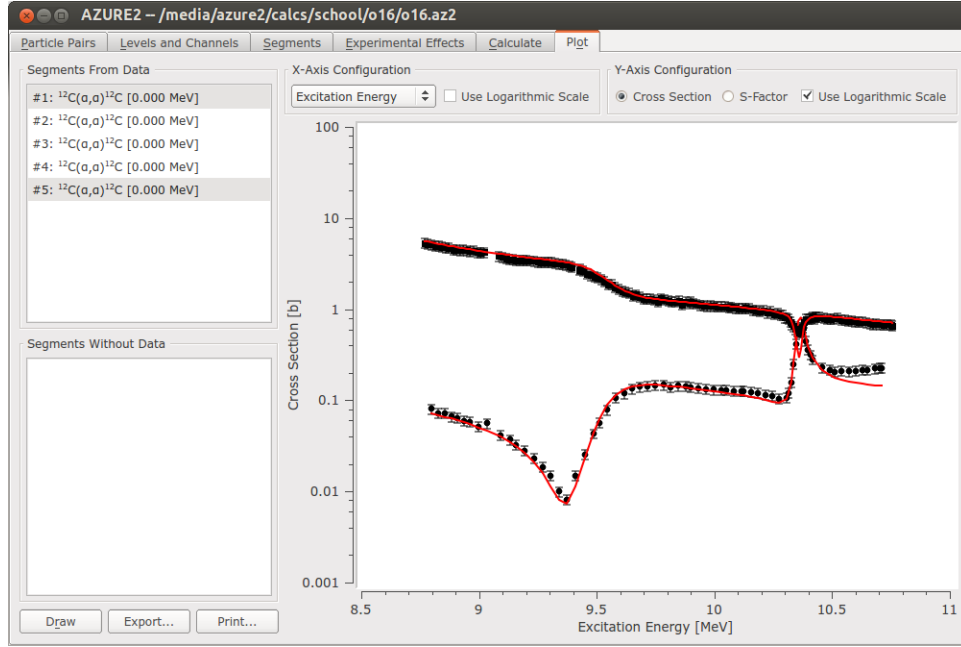 AZURE2 -- /media/azure2/calcs/school/o16/o16.az2
Particle Pairs Levels and Channels Segments Experimental Effects Calculate Plot
Segments From Data
#1: ¹²C(α,α)¹²C [0.000 MeV]
#2: ¹²C(α,α)¹²C [0.000 MeV]
#3: ¹²C(α,α)¹²C [0.000 MeV]
#4: ¹²C(α,α)¹²C [0.000 MeV]
#5: ¹²C(α,α)¹²C [0.000 MeV]
Segments Without Data
Draw Export... Print...
X-Axis Configuration
Excitation Energy Use Logarithmic Scale
Y-Axis Configuration
Cross Section S-Factor Use Logarithmic Scale
Cross Section [b]
100
10
1
0.1
0.01
0.001
8.5 9 9.5 10 10.5 11
Excitation Energy [MeV]